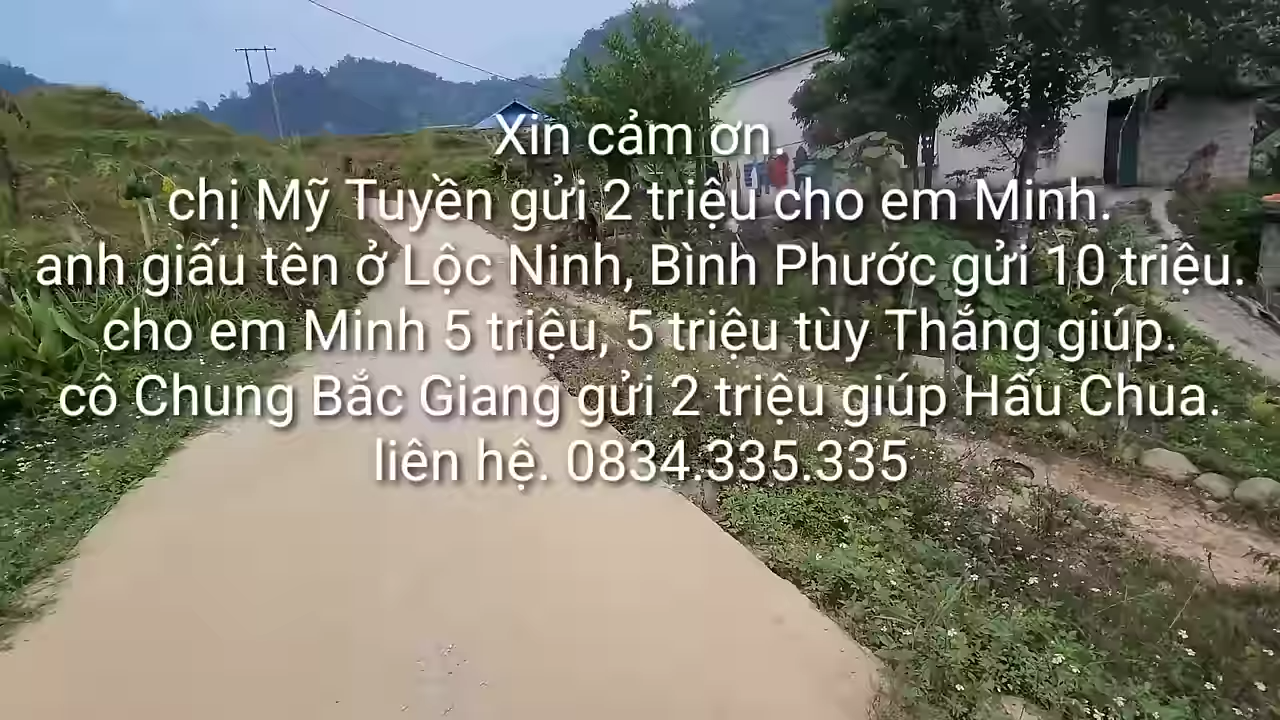 Xin cảm ơn.
chị Mỹ Tuyền gửi 2 triệu cho em Minh.
anh giấu tên ở Lộc Ninh, Bình Phước gửi 10 triệu.
cho em Minh 5 triệu, 5 triệu tùy Thắng giúp.
cô Chung Bắc Giang gửi 2 triệu giúp Hấu Chua.
liên hệ. 0834.335.335